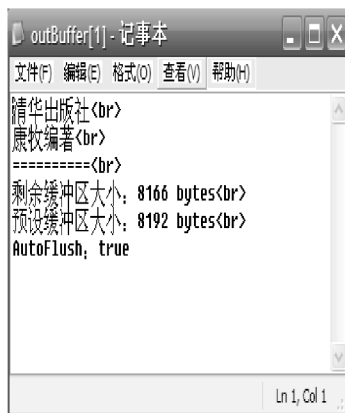 outBuffer[1] - 记事本
文件(F) 编辑(E) 格式(O) 查看(V) 帮助(H)
清华出版社<br>
康牧编著<br>
==========<br>
剩余缓冲区大小：8166 bytes<br>
预设缓冲区大小：8192 bytes<br>
AutoFlush：true
Ln 1, Col 1